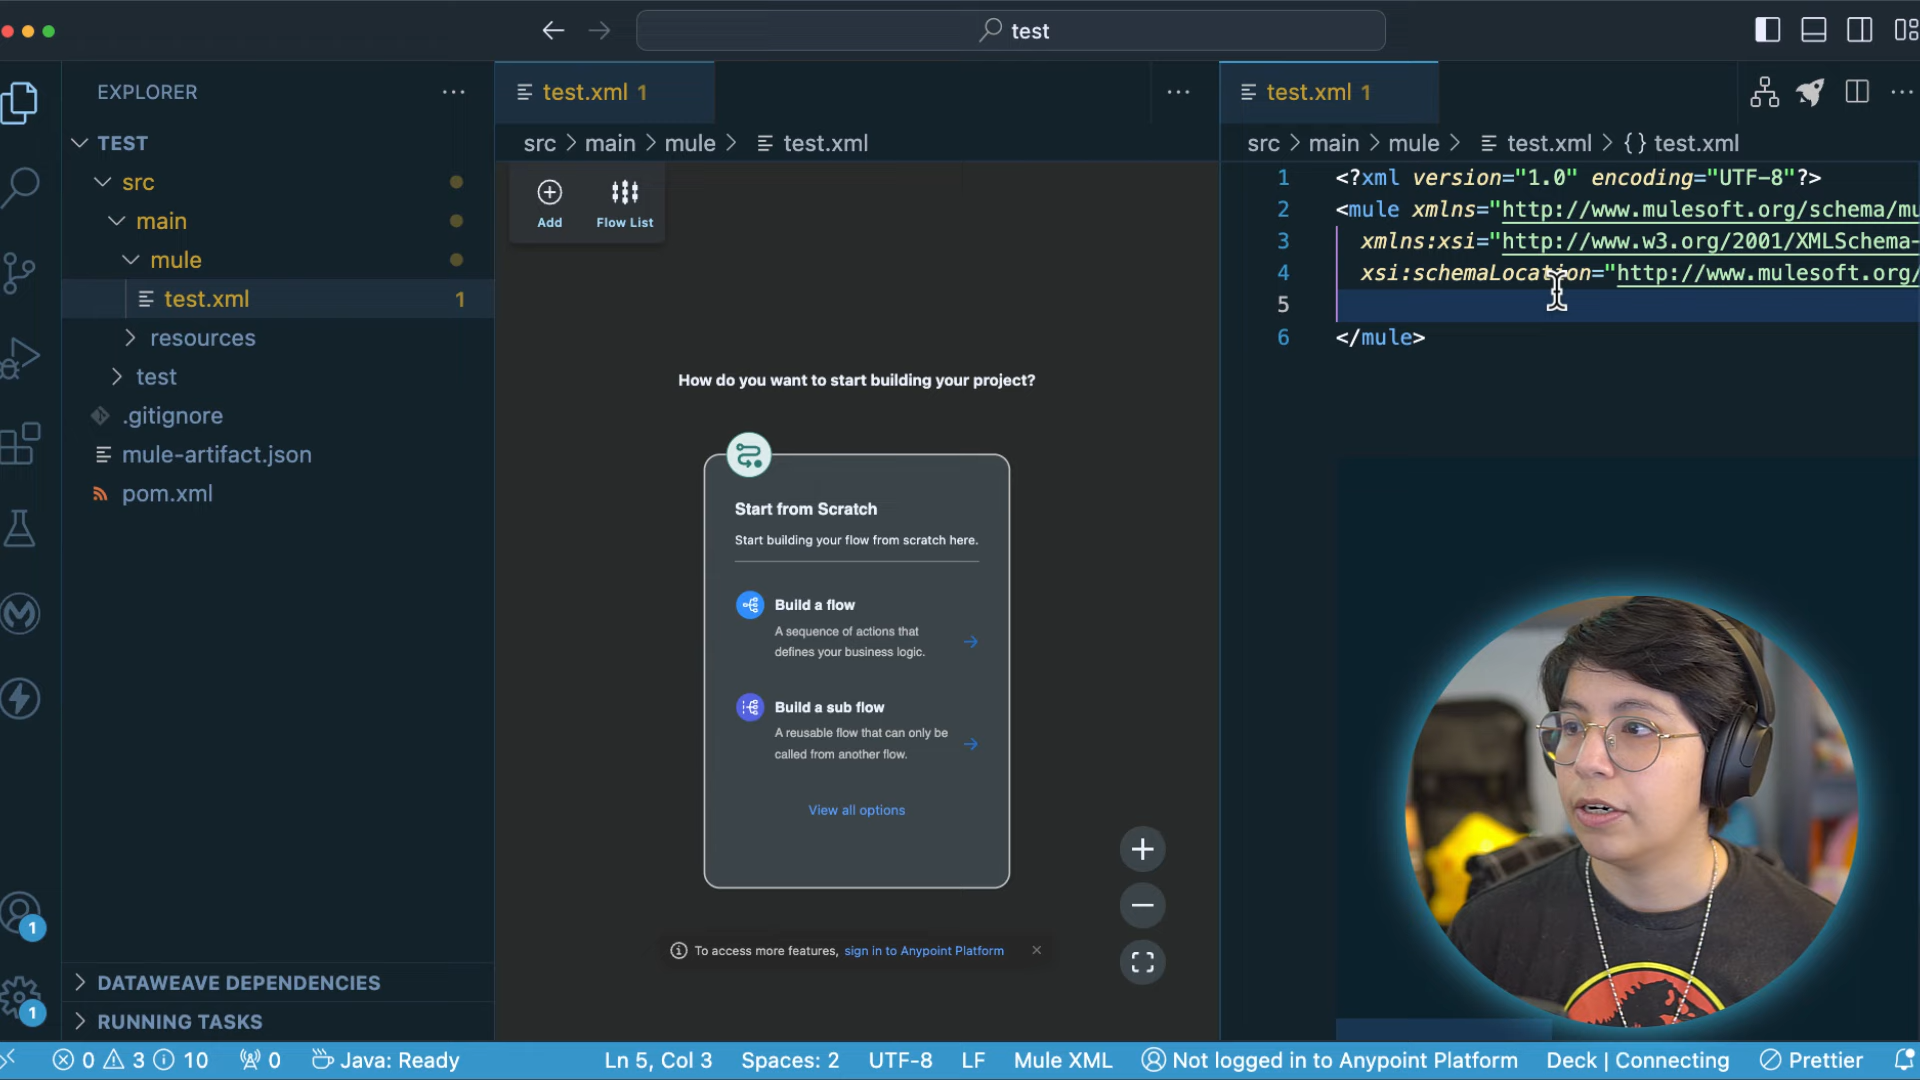 test
EXPLORER
TEST
src
main
mule
test.xml 1
resources
test
.gitignore
mule-artifact.json
pom.xml
DATAWEAVE DEPENDENCIES
RUNNING TASKS
test.xml 1
src > main > mule > test.xml
Add
Flow List
How do you want to start building your project?
Start from Scratch
Start building your flow from scratch here.
Build a flow
A sequence of actions that
defines your business logic.
Build a sub flow
A reusable flow that can only be
called from another flow.
View all options
To access more features, sign in to Anypoint Platform
test.xml 1
src > main > mule > test.xml > {} test.xml
1 <?xml version="1.0" encoding="UTF-8"?>
2 <mule xmlns="http://www.mulesoft.org/schema/mu
3 xmlns:xsi="http://www.w3.org/2001/XMLSchema-
4 xsi:schemaLocation="http://www.mulesoft.org/
5
6 </mule>
1
1
0 3 10 0 Java: Ready Ln 5, Col 3 Spaces: 2 UTF-8 LF Mule XML Not logged in to Anypoint Platform Deck | Connecting Prettier